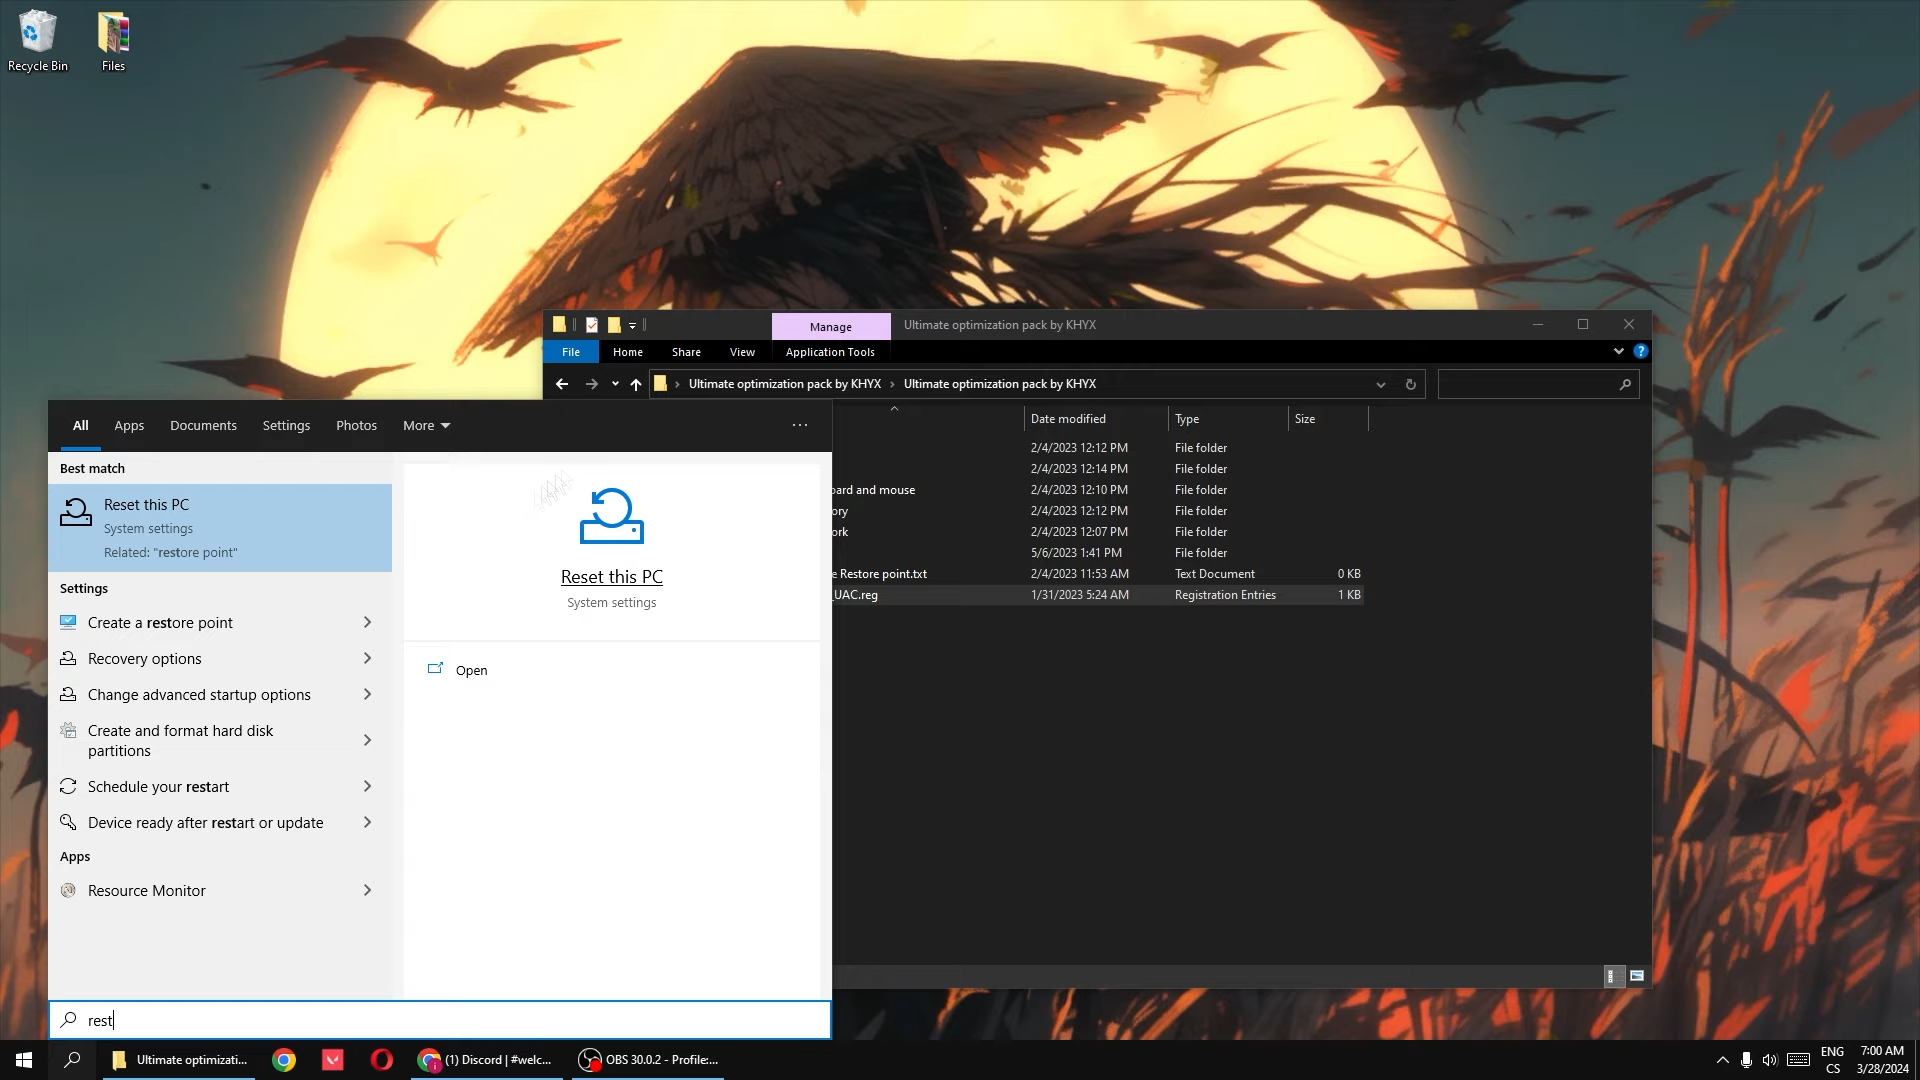 Recycle Bin
Files
Manage
Ultimate optimization pack by KHYX
File
Home
Share
View
Application Tools
Ultimate optimization pack by KHYX
Ultimate optimization pack by KHYX
Date modified
Type
Size
2/4/2023 12:12 PM
File folder
2/4/2023 12:14 PM
File folder
oard and mouse
2/4/2023 12:10 PM
File folder
ory
2/4/2023 12:12 PM
File folder
ork
2/4/2023 12:07 PM
File folder
5/6/2023 1:41 PM
File folder
e Restore point.txt
2/4/2023 11:53 AM
Text Document
0 KB
_UAC.reg
1/31/2023 5:24 AM
Registration Entries
1 KB
All
Apps
Documents
Settings
Photos
More
Best match
Reset this PC
System settings
Related: "restore point"
Settings
Create a restore point
Recovery options
Change advanced startup options
Create and format hard disk
partitions
Schedule your restart
Device ready after restart or update
Apps
Resource Monitor
Reset this PC
System settings
Open
rest
Ultimate optimizati...
(1) Discord | #welc...
OBS 30.0.2 - Profile:...
ENG
CS
7:00 AM
3/28/2024